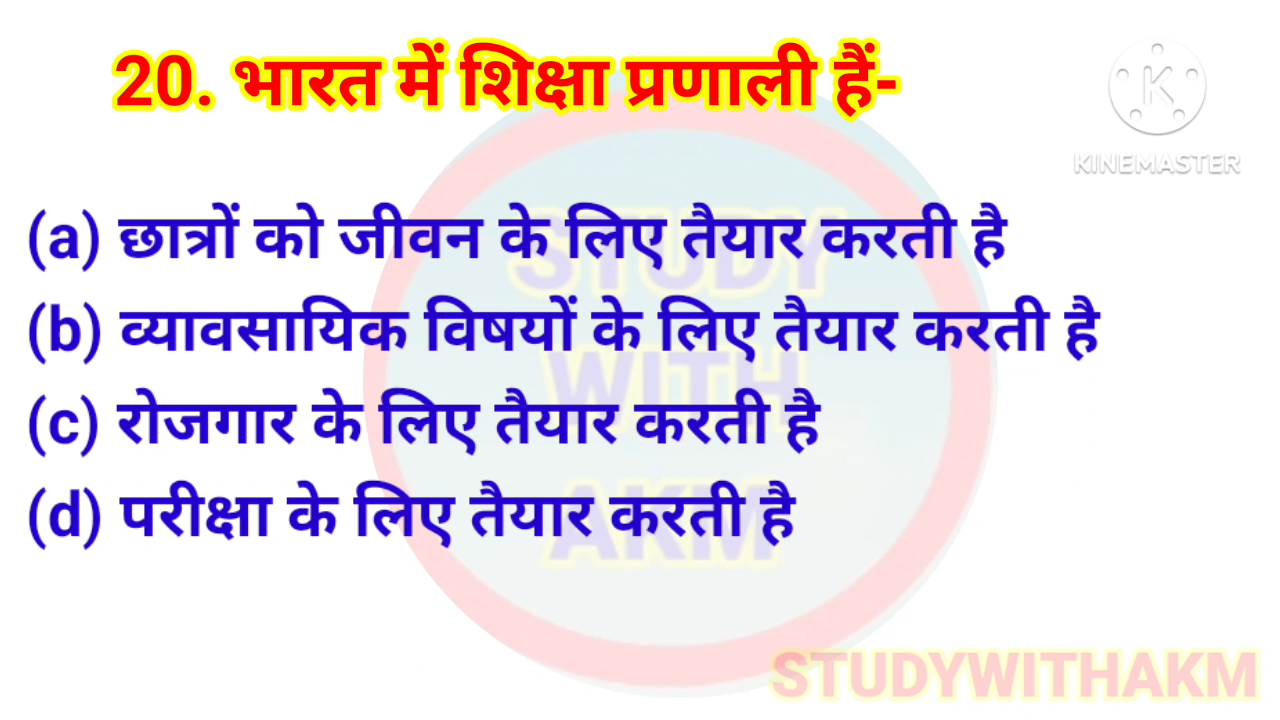 20. भारत में शिक्षा प्रणाली हैं-
K
KINEMASTER
(a) छात्रों को जीवन के लिए तैयार करती है
(b) व्यावसायिक विषयों के लिए तैयार करती है
(c) रोजगार के लिए तैयार करती है
(d) परीक्षा के लिए तैयार करती है
STUDY
WITH
AKM
STUDYWITHAKM